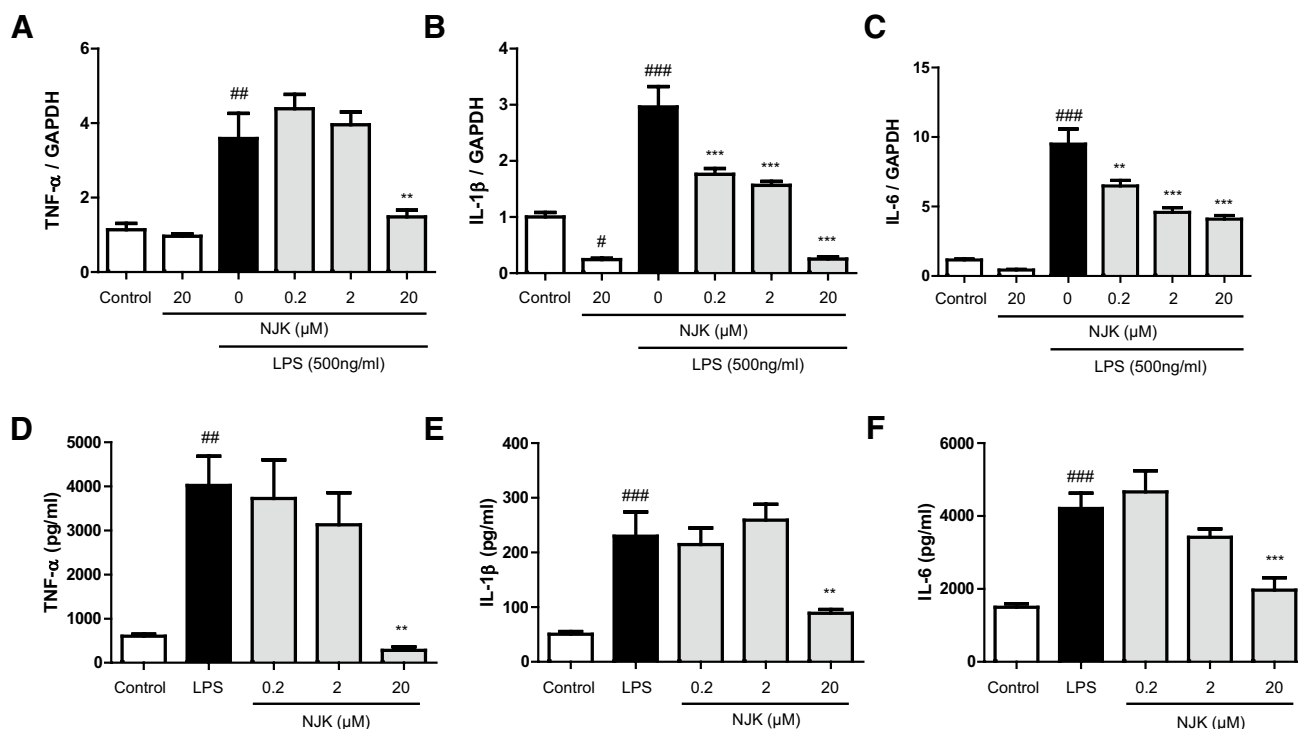 A
TNF-α / GAPDH
6
4
2
0
##
**
Control 20 0 0.2 2 20
NJK (µM)
LPS (500ng/ml)
B
IL-1β / GAPDH
4
3
2
1
0
#
###
***
***
***
Control 20 0 0.2 2 20
NJK (µM)
LPS (500ng/ml)
C
IL-6 / GAPDH
15
10
5
0
###
**
***
***
Control 20 0 0.2 2 20
NJK (µM)
LPS (500ng/ml)
D
TNF-α (pg/ml)
5000
4000
3000
2000
1000
0
##
**
Control LPS 0.2 2 20
NJK (µM)
E
IL-1β (pg/ml)
400
300
200
100
0
###
**
Control LPS 0.2 2 20
NJK (µM)
F
IL-6 (pg/ml)
6000
4000
2000
0
###
***
Control LPS 0.2 2 20
NJK (µM)